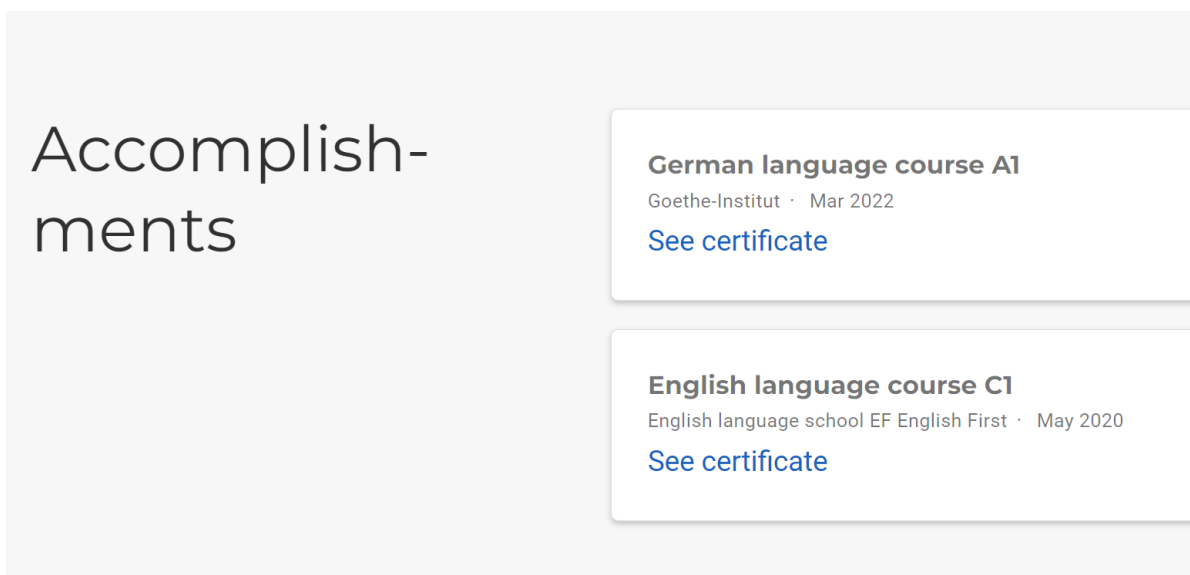 Accomplish-
ments
German language course A1
Goethe-Institut · Mar 2022
See certificate
English language course C1
English language school EF English First · May 2020
See certificate